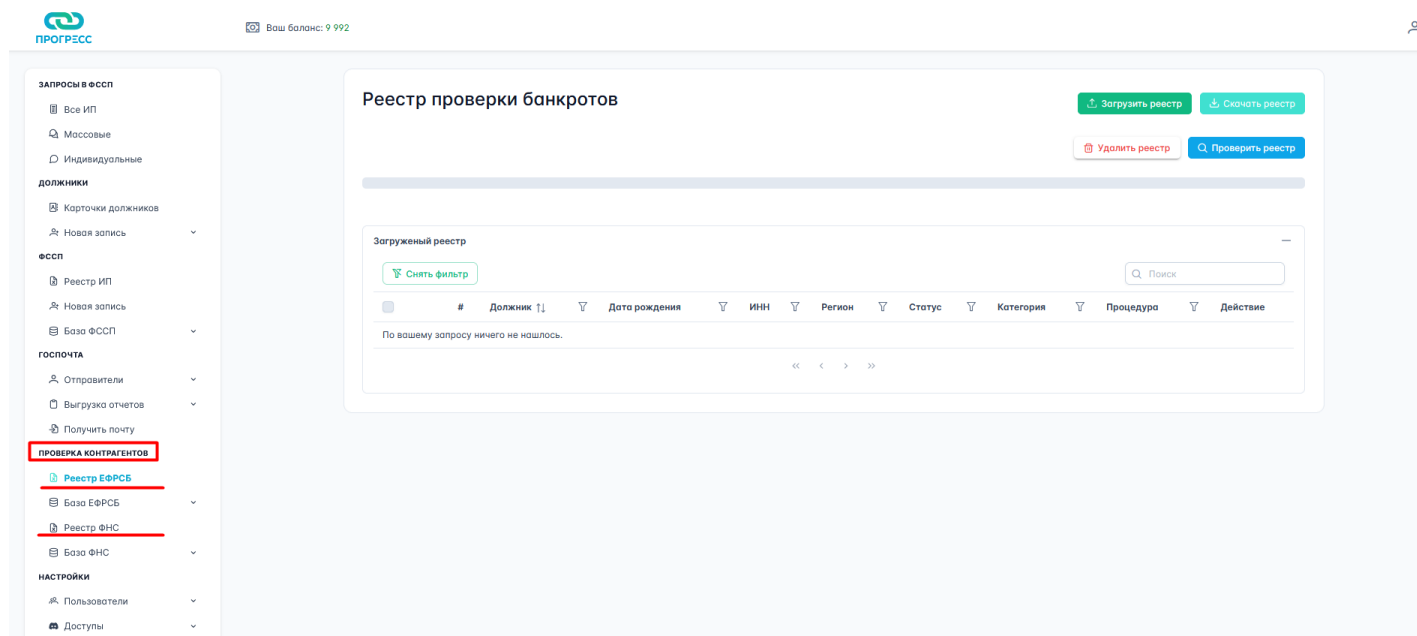 ПРОГРЕСС
Ваш баланс: 9 992
ЗАПРОСЫ В ФССП
Все ИП
Массовые
Индивидуальные
ДОЛЖНИКИ
Карточки должников
Новая запись
ФССП
Реестр ИП
Новая запись
База ФССП
ГОСПОЧТА
Отправители
Выгрузка отчетов
Получить почту
ПРОВЕРКА КОНТРАГЕНТОВ
Реестр ЕФРСБ
База ЕФРСБ
Реестр ФНС
База ФНС
НАСТРОЙКИ
Пользователи
Доступы
Реестр проверки банкротов
Загрузить реестр Скачать реестр
Удалить реестр Проверить реестр
Загруженый реестр
Снять фильтр Поиск
# Должник Дата рождения ИНН Регион Статус Категория Процедура Действие
По вашему запросу ничего не нашлось.